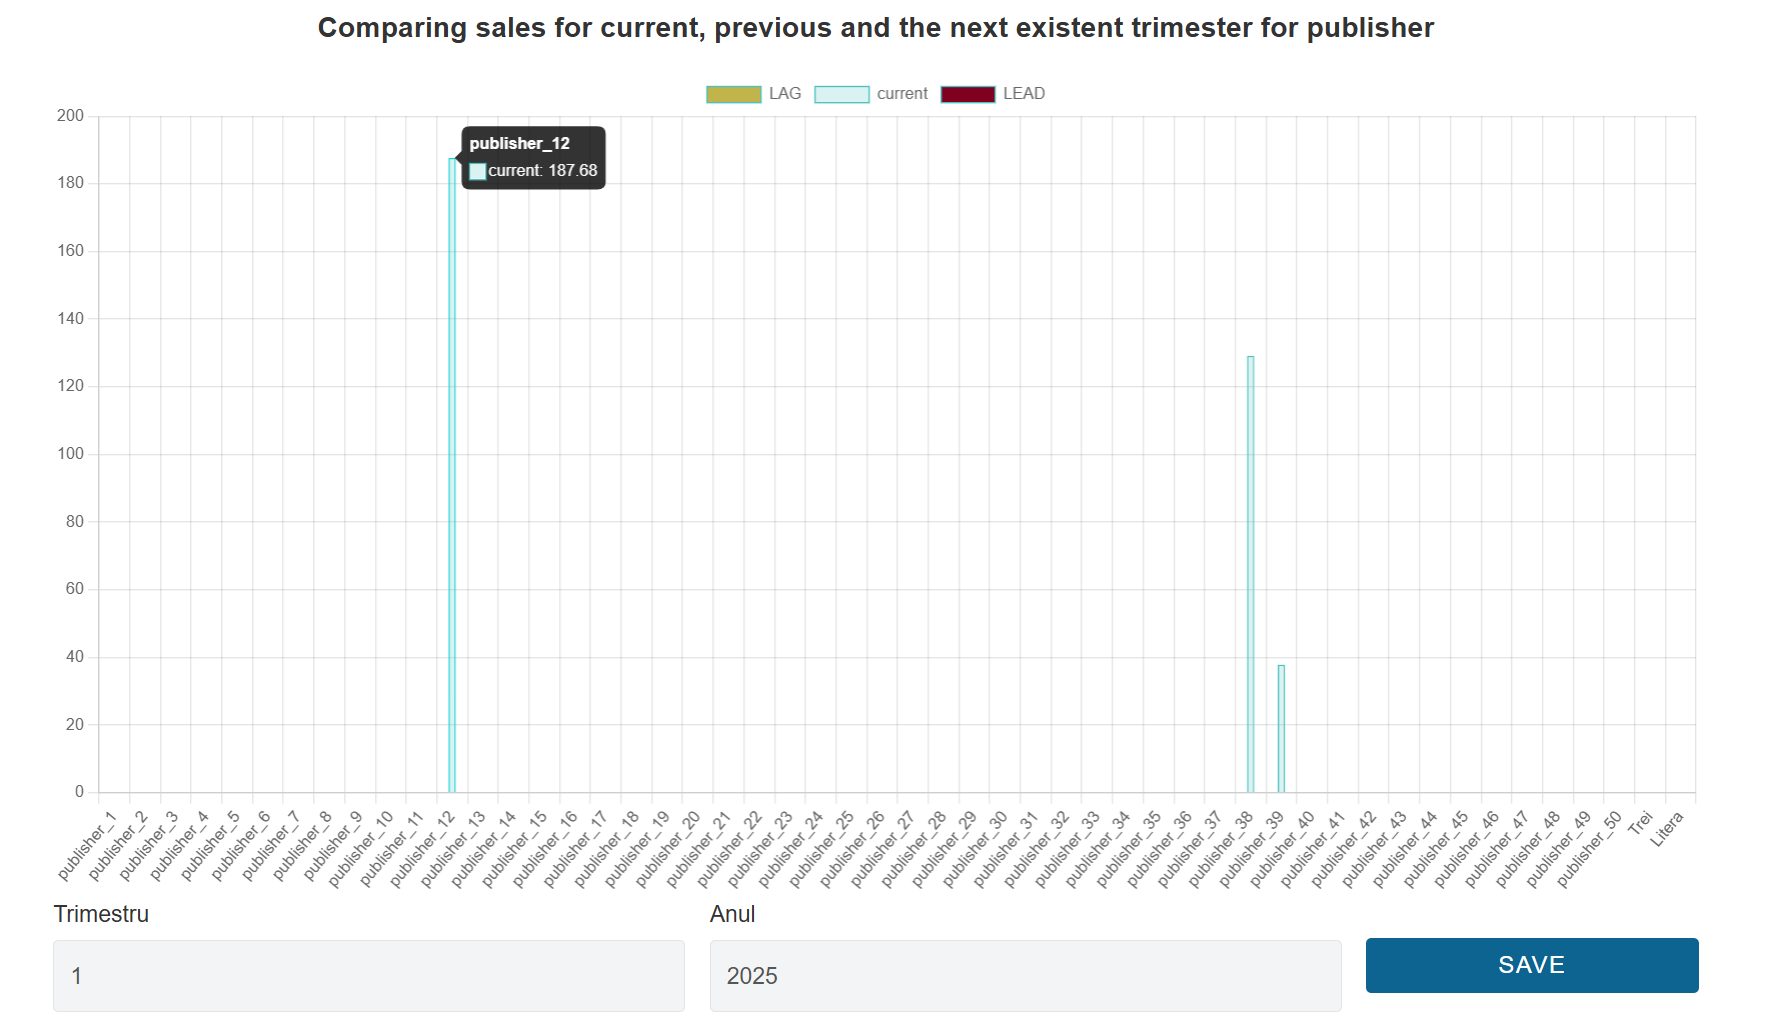 Comparing sales for current, previous and the next existent trimester for publisher
LAG current LEAD
200
publisher_12
current: 187.68
180
160
140
120
100
80
60
40
20
0
publisher_1
publisher_2
publisher_3
publisher_4
publisher_5
publisher_6
publisher_7
publisher_8
publisher_9
publisher_10
publisher_11
publisher_12
publisher_13
publisher_14
publisher_15
publisher_16
publisher_17
publisher_18
publisher_19
publisher_20
publisher_21
publisher_22
publisher_23
publisher_24
publisher_25
publisher_26
publisher_27
publisher_28
publisher_29
publisher_30
publisher_31
publisher_32
publisher_33
publisher_34
publisher_35
publisher_36
publisher_37
publisher_38
publisher_39
publisher_40
publisher_41
publisher_42
publisher_43
publisher_44
publisher_45
publisher_46
publisher_47
publisher_48
publisher_49
publisher_50
Trei
Litera
Trimestru
1
Anul
2025
SAVE